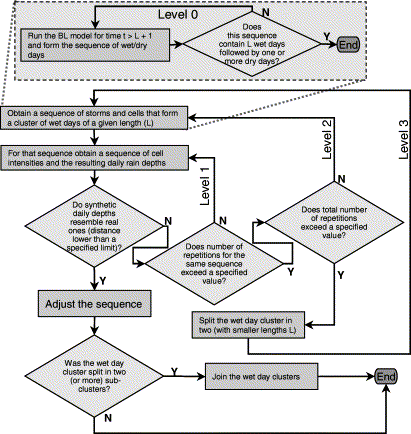 Level 0
Run the BL model for time t > L + 1
and form the sequence of wet/dry
days
Does
this sequence
contain L wet days
followed by one or
more dry days?
N
Y
End
Obtain a sequence of storms and cells that form
a cluster of wet days of a given length (L)
For that sequence obtain a sequence of cell
intensities and the resulting daily rain depths
Level 1
Level 2
Level 3
Do synthetic
daily depths
resemble real
ones (distance
lower than a
specified limit)?
N
Y
Does number of
repetitions for the
same sequence
exceed a specified
value?
N
Y
Does total number of
repetitions
exceed a specified
value?
N
Y
Adjust the sequence
Split the wet day cluster in
two (with smaller lengths L)
Was the wet day
cluster split in two
(or more) sub-
clusters?
Y
N
Join the wet day clusters
End